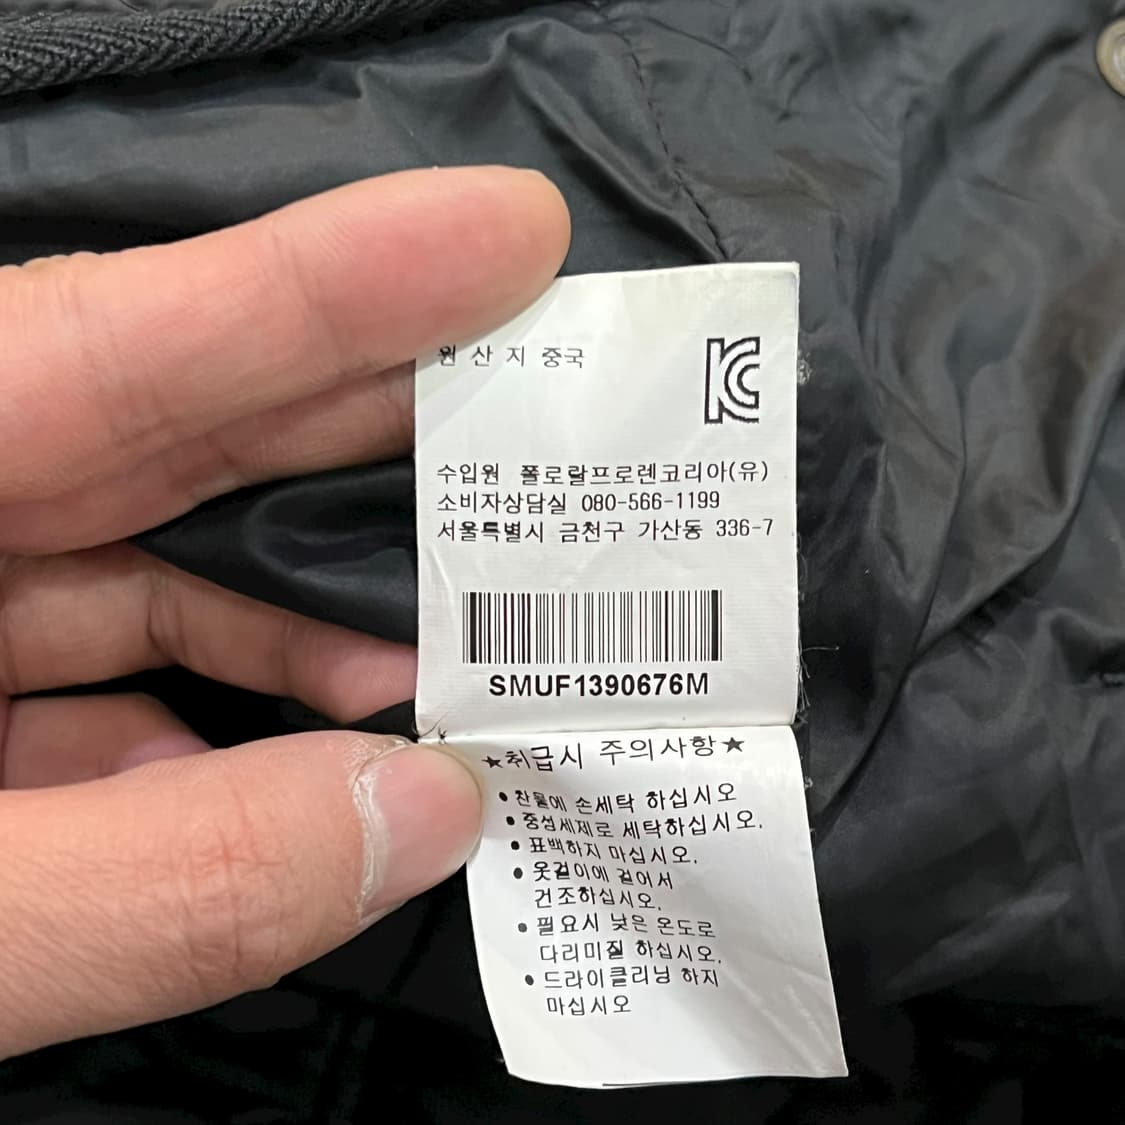 원 산 지 중국
KC
수입원 폴로랄프로렌코리아(유)
소비자상담실 080-566-1199
서울특별시 금천구 가산동 336-7
SMUF1390676M
★취급시 주의사항★
• 찬물에 손세탁 하십시오
• 중성세제로 세탁하십시오.
• 표백하지 마십시오.
• 옷걸이에 걸어서
건조하십시오.
• 필요시 낮은 온도로
다리미질 하십시오.
• 드라이클리닝 하지
마십시오